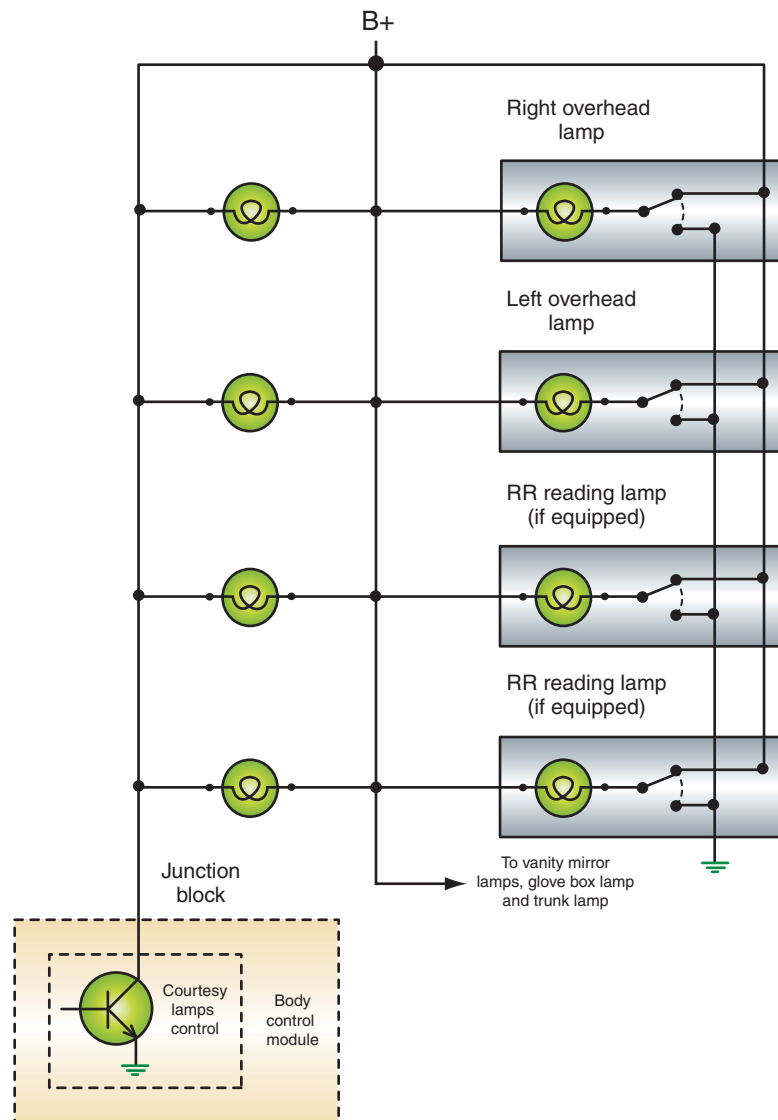 B+
Right overhead
lamp
Left overhead
lamp
RR reading lamp
(if equipped)
RR reading lamp
(if equipped)
To vanity mirror
lamps, glove box lamp
and trunk lamp
Junction
block
Courtesy
lamps
control
Body
control
module